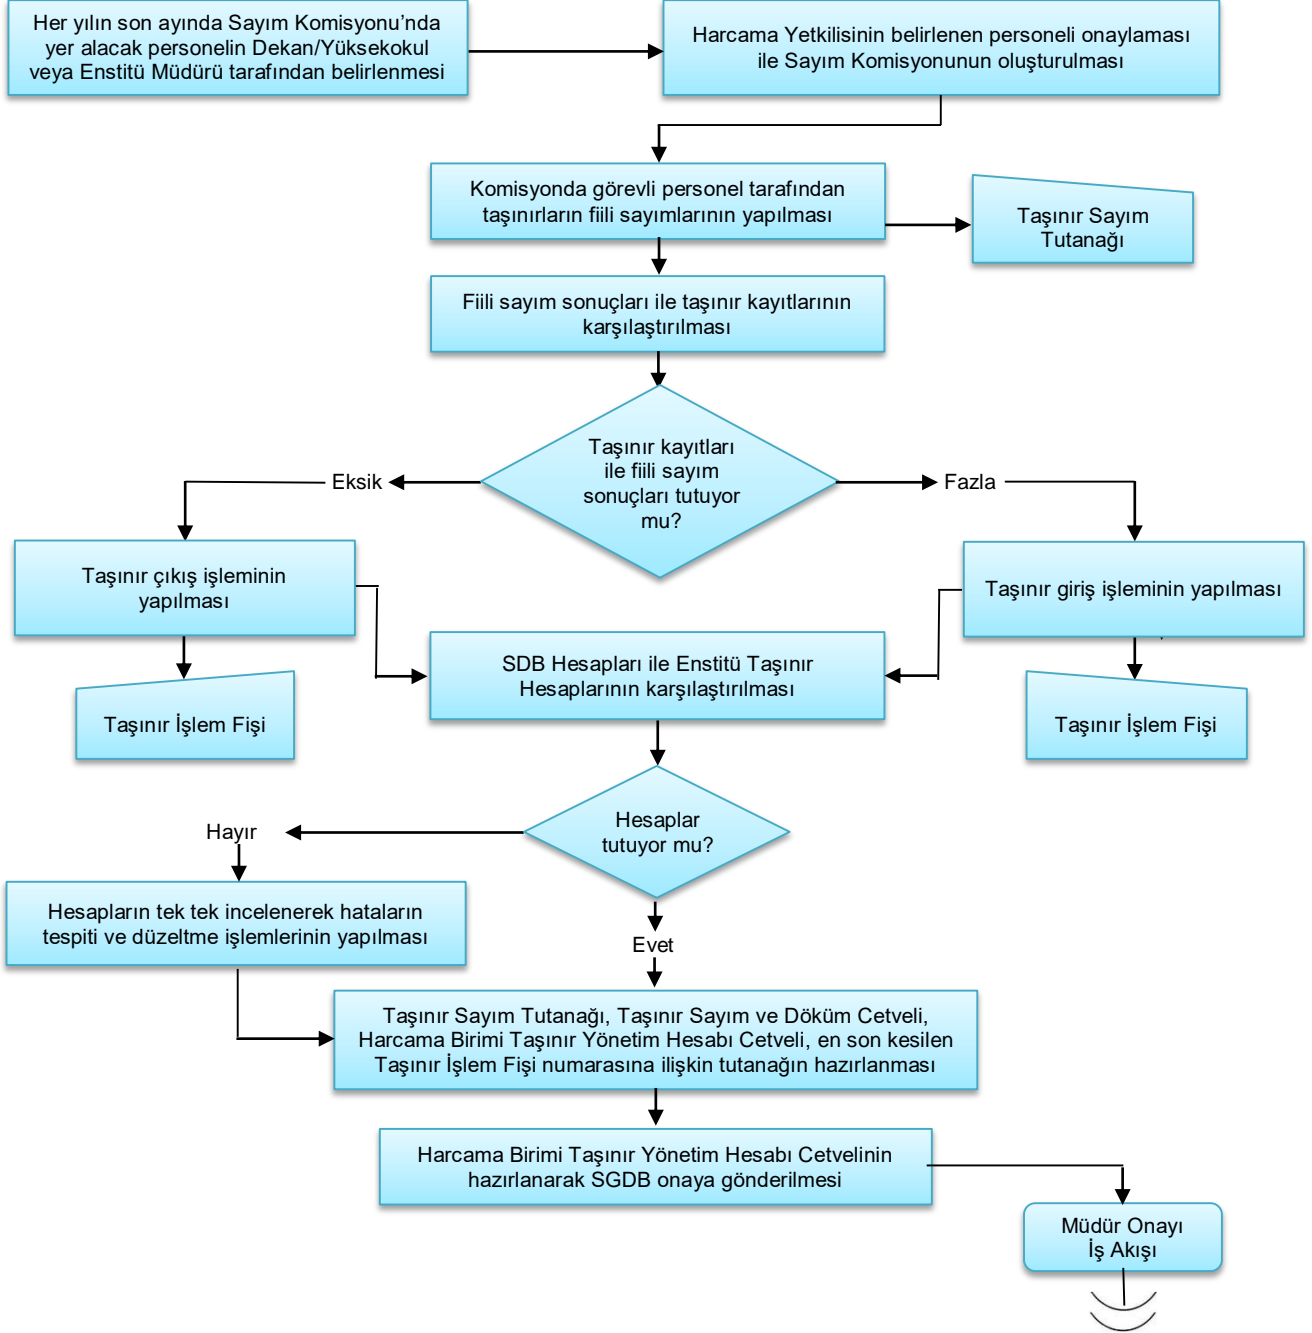 Her yılın son ayında Sayım Komisyonu’nda
yer alacak personelin Dekan/Yüksekokul
veya Enstitü Müdürü tarafından belirlenmesi
Harcama Yetkilisinin belirlenen personeli onaylaması
ile Sayım Komisyonunun oluşturulması
Komisyonda görevli personel tarafından
taşınırların fiili sayımlarının yapılması
Taşınır Sayım
Tutanağı
Fiili sayım sonuçları ile taşınır kayıtlarının
karşılaştırılması
Taşınır kayıtları
ile fiili sayım
sonuçları tutuyor
mu?
Eksik
Fazla
Taşınır çıkış işleminin
yapılması
Taşınır giriş işleminin yapılması
SDB Hesapları ile Enstitü Taşınır
Hesaplarının karşılaştırılması
Taşınır İşlem Fişi
Taşınır İşlem Fişi
Hesaplar
tutuyor mu?
Hayır
Hesapların tek tek incelenerek hataların
tespiti ve düzeltme işlemlerinin yapılması
Evet
Taşınır Sayım Tutanağı, Taşınır Sayım ve Döküm Cetveli,
Harcama Birimi Taşınır Yönetim Hesabı Cetveli, en son kesilen
Taşınır İşlem Fişi numarasına ilişkin tutanağın hazırlanması
Harcama Birimi Taşınır Yönetim Hesabı Cetvelinin
hazırlanarak SGDB onaya gönderilmesi
Müdür Onayı
İş Akışı